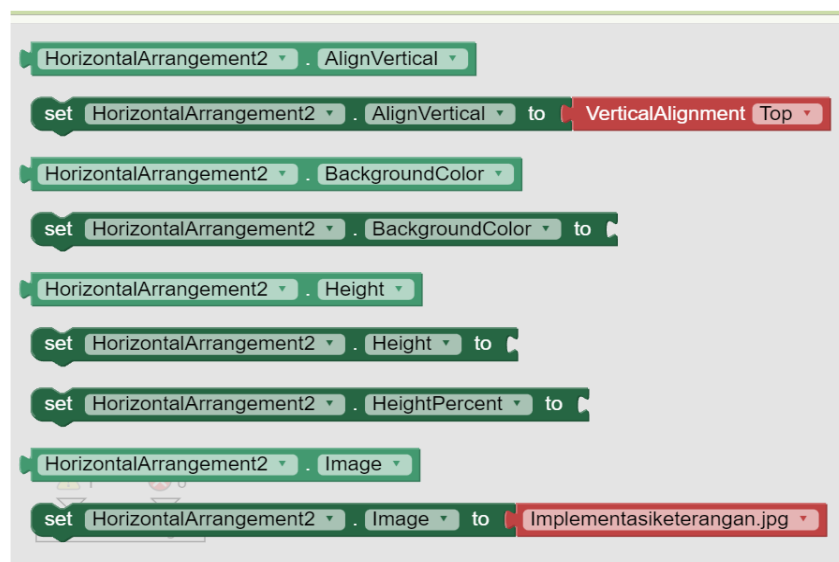 HorizontalArrangement2 . AlignVertical
set HorizontalArrangement2 . AlignVertical to VerticalAlignment Top
HorizontalArrangement2 . BackgroundColor
set HorizontalArrangement2 . BackgroundColor to
HorizontalArrangement2 . Height
set HorizontalArrangement2 . Height to
set HorizontalArrangement2 . HeightPercent to
HorizontalArrangement2 . Image
set HorizontalArrangement2 . Image to Implementasiketerangan.jpg